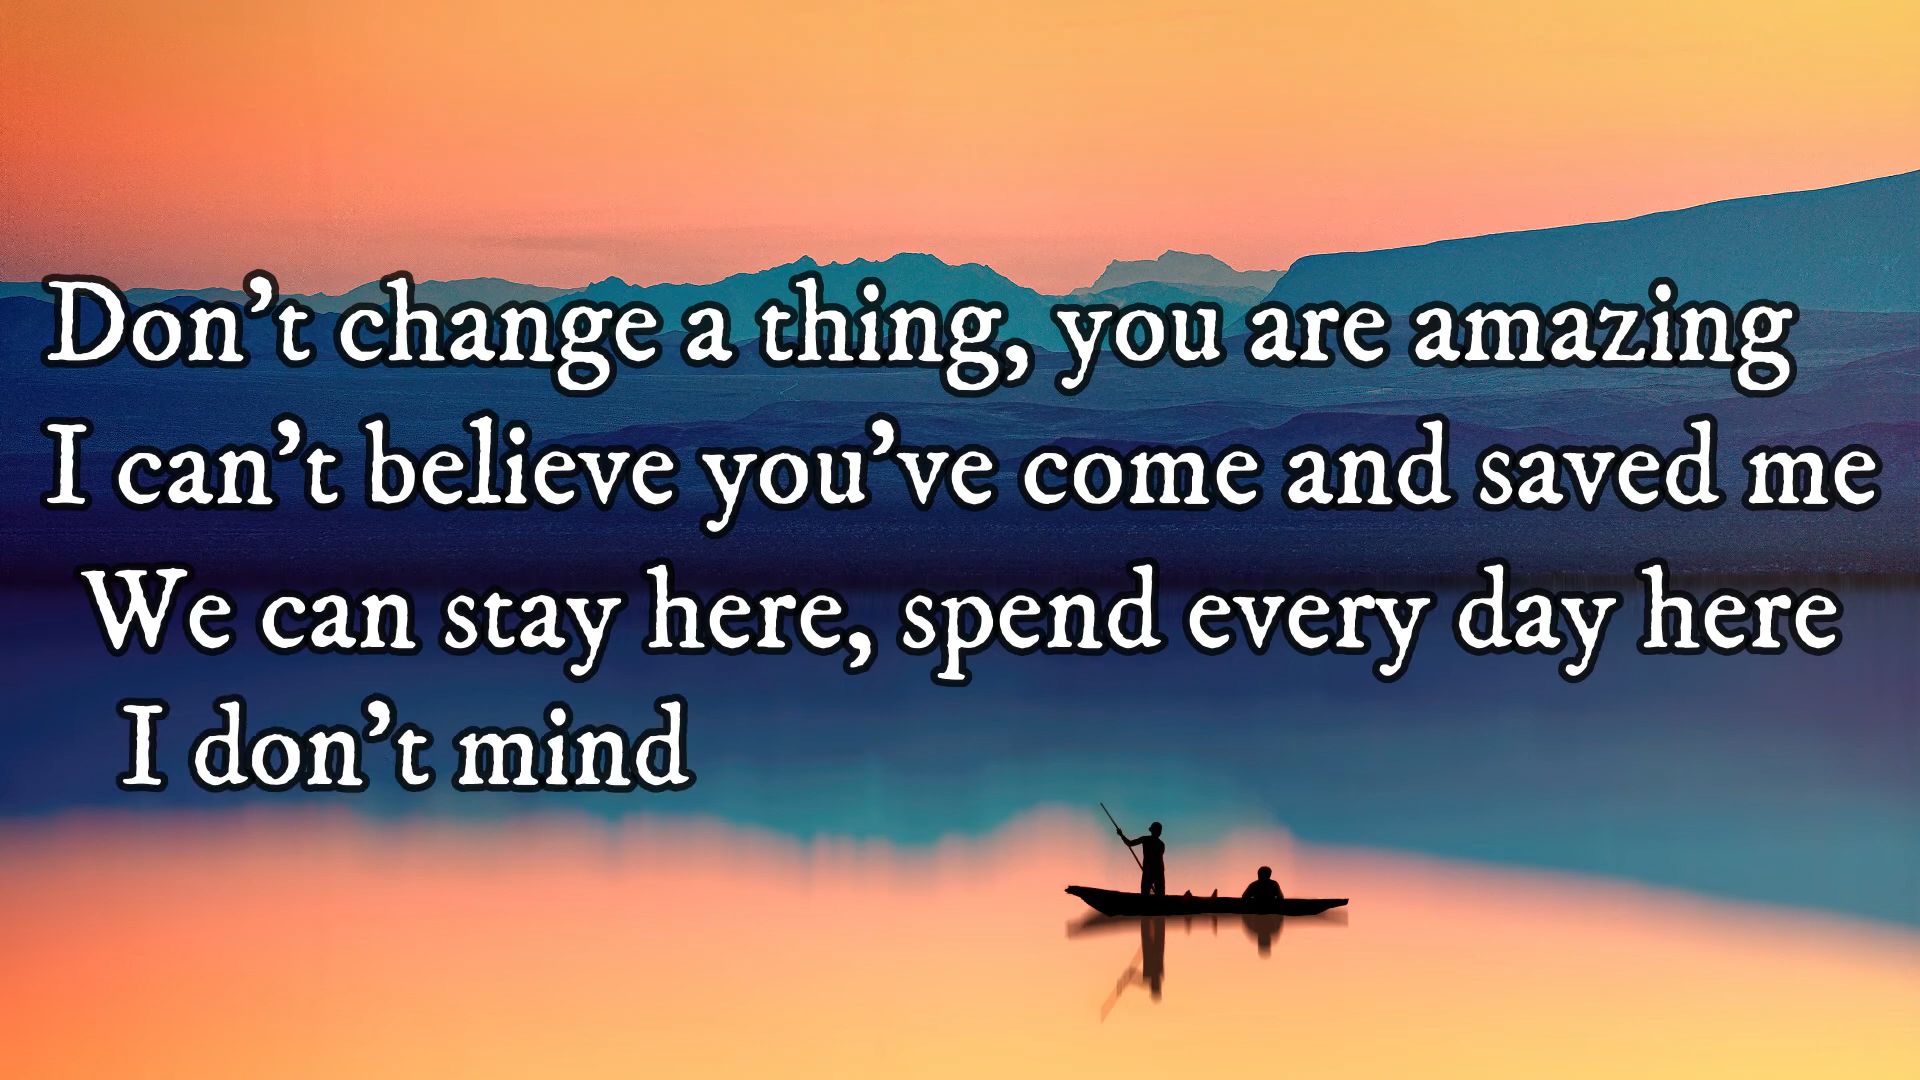 Don’t change a thing, you are amazing
I can’t believe you’ve come and saved me
We can stay here, spend every day here
I don’t mind